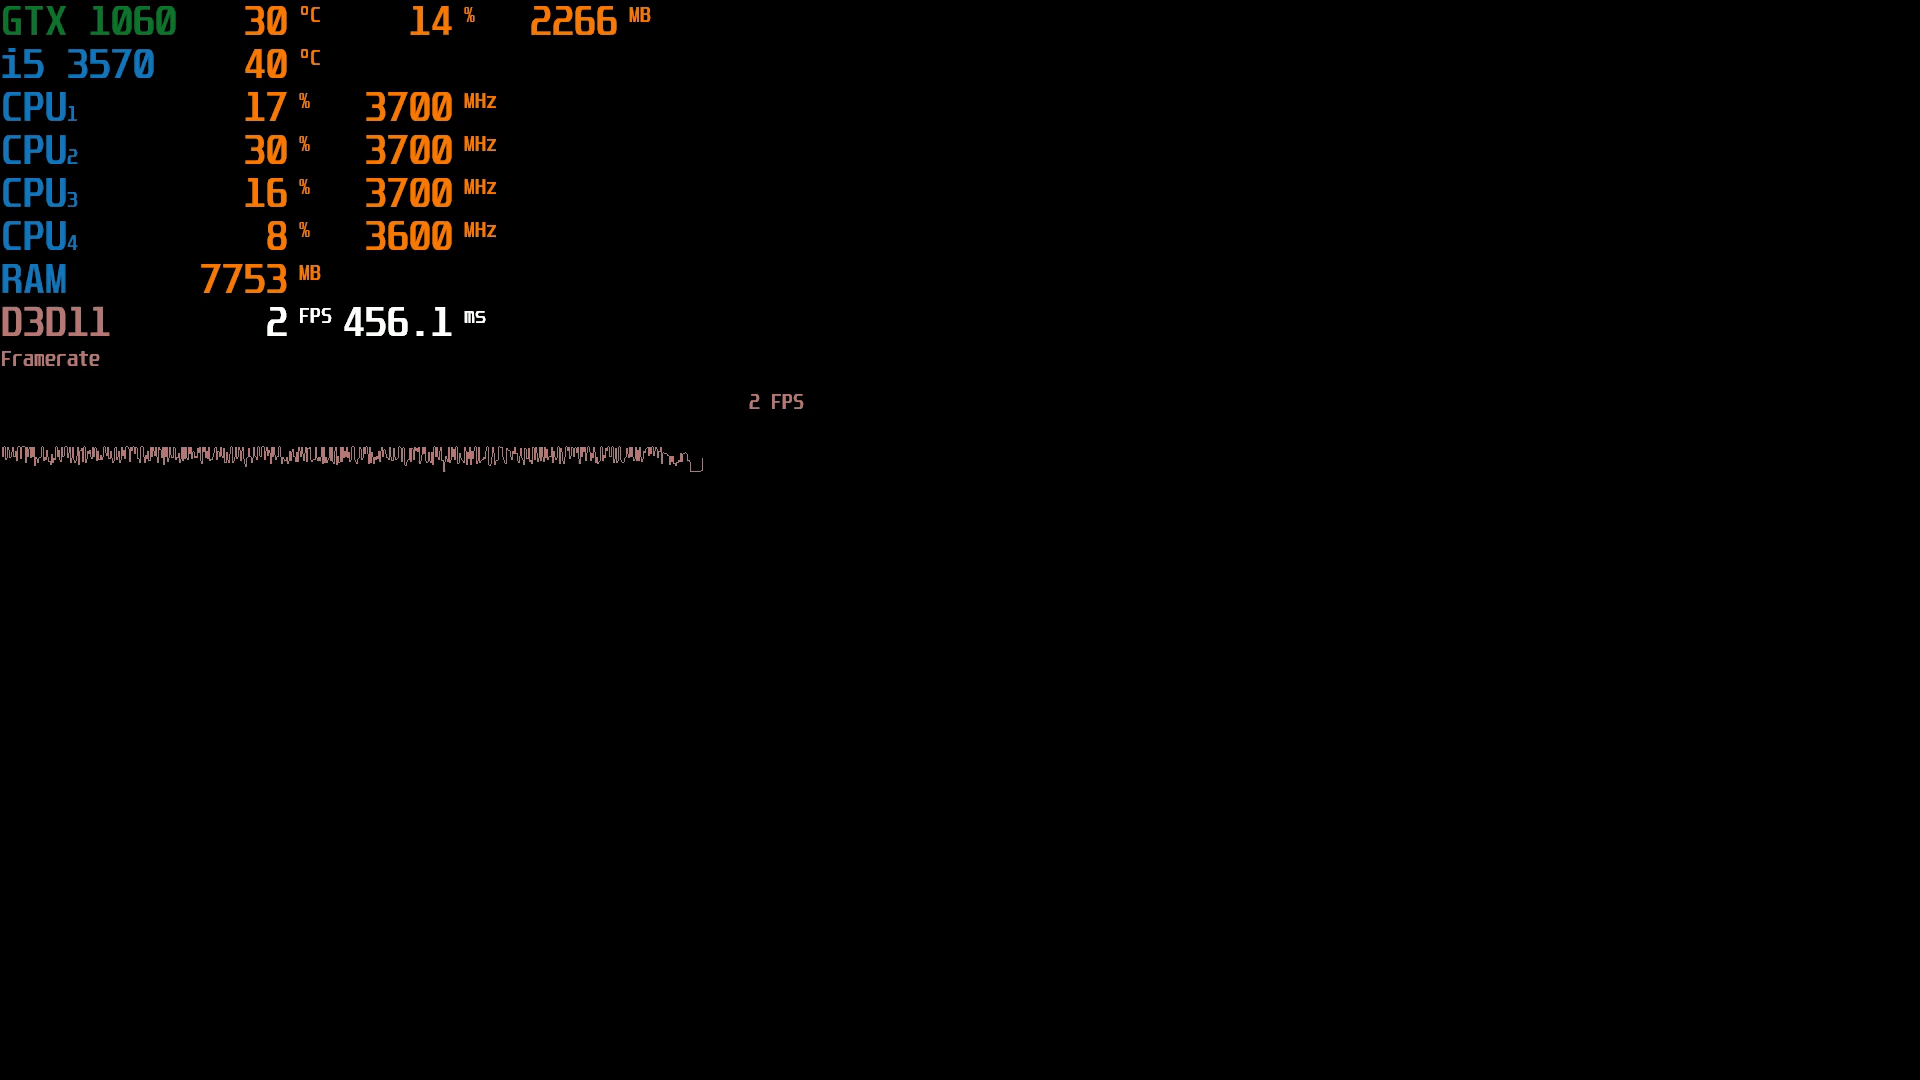 GTX 1060 30 °C 14 % 2266 MB
i5 3570 40 °C
CPU1 17 % 3700 MHz
CPU2 30 % 3700 MHz
CPU3 16 % 3700 MHz
CPU4 8 % 3600 MHz
RAM 7753 MB
D3D11 2 FPS 456.1 ms
Framerate
2 FPS